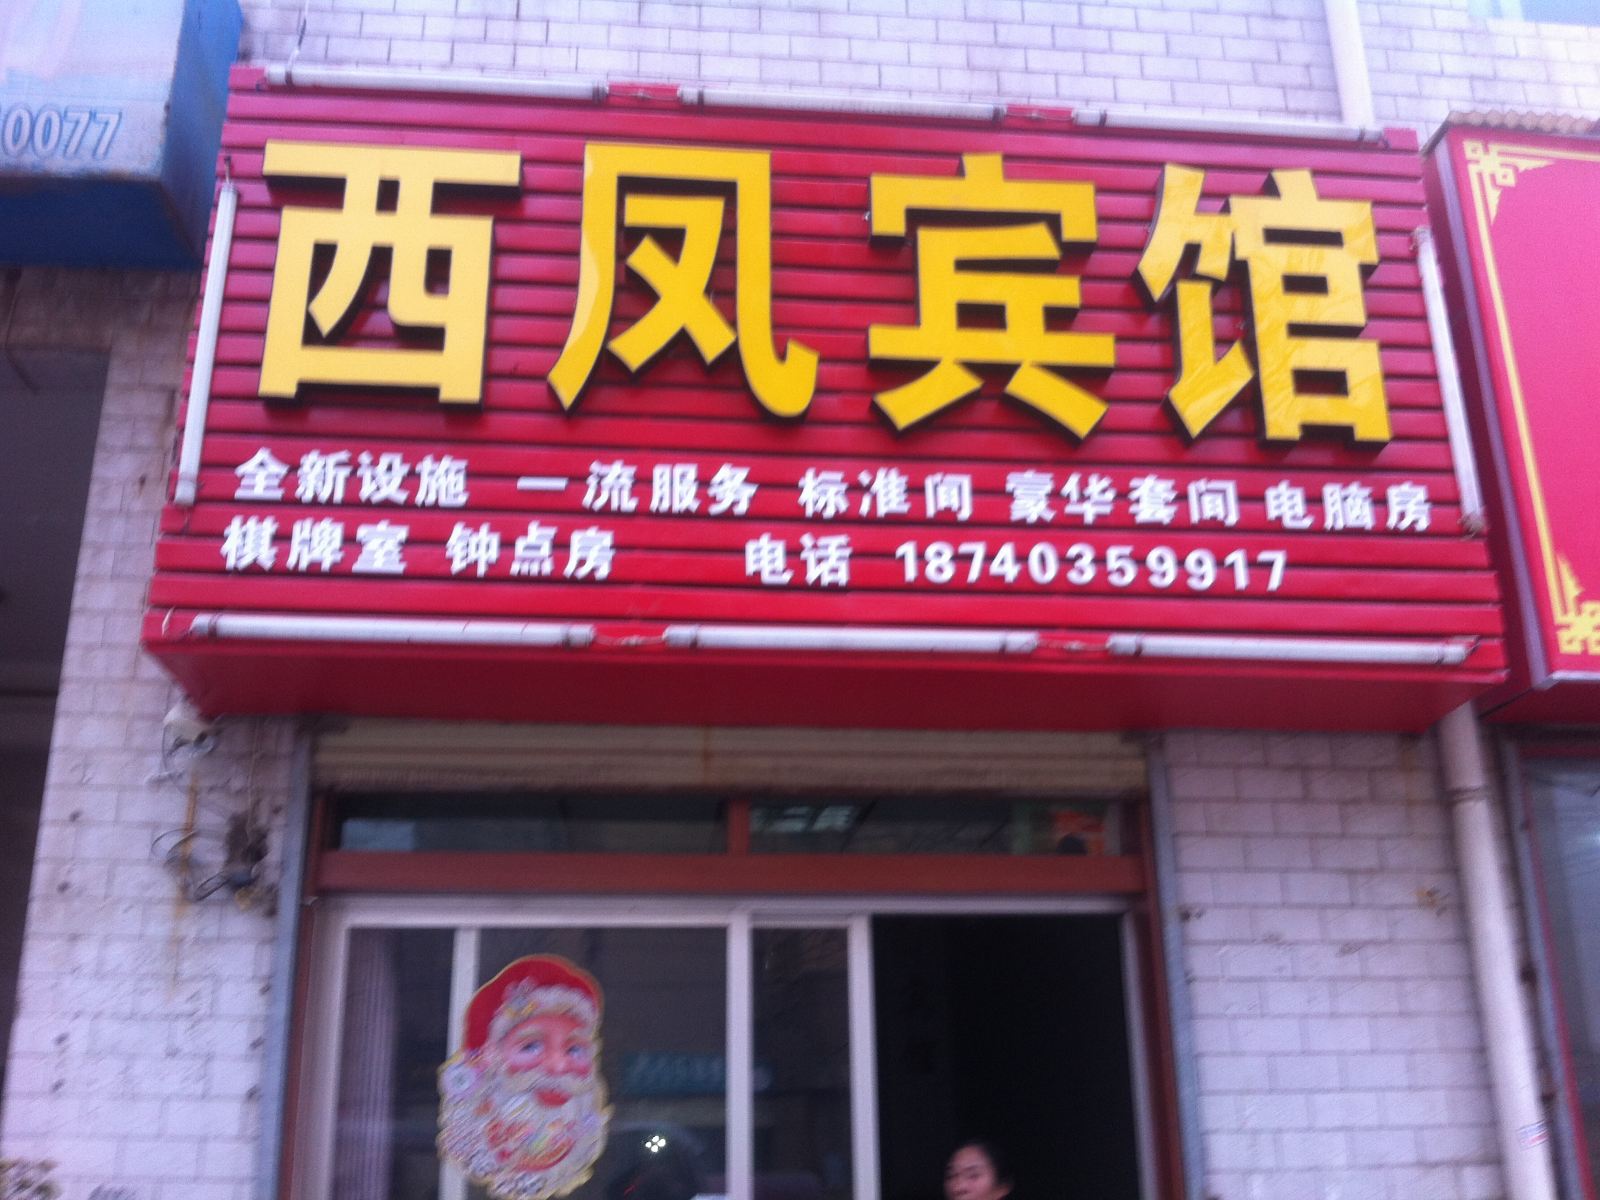 0077
西凤宾馆
全新设施 一流服务 标准间 豪华套间 电脑房
棋牌室 钟点房 电话 18740359917